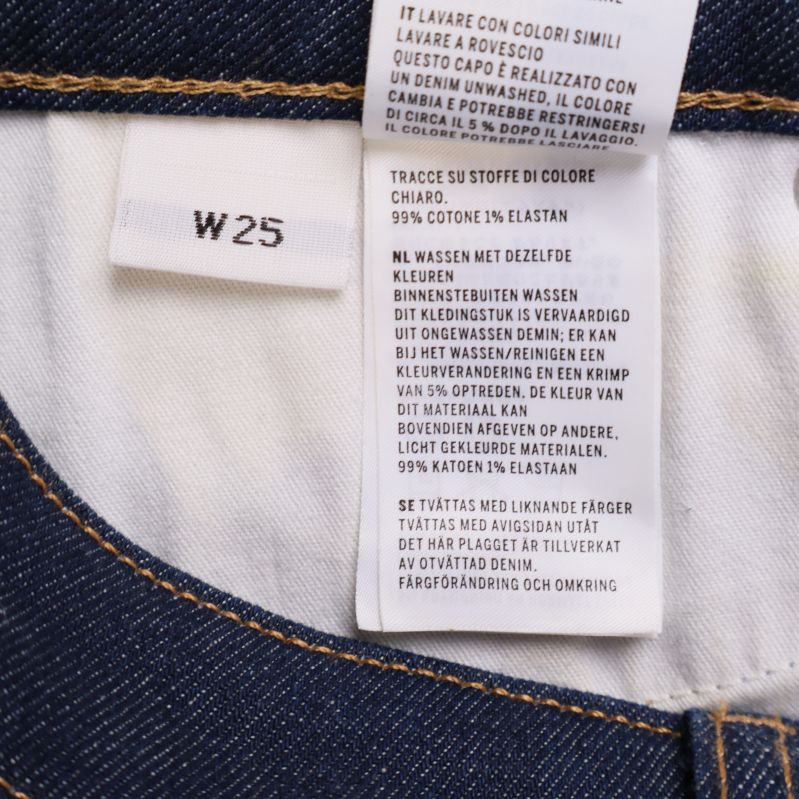 IT LAVARE CON COLORI SIMILI
LAVARE A ROVESCIO
QUESTO CAPO È REALIZZATO CON
UN DENIM UNWASHED, IL COLORE
CAMBIA E POTREBBE RESTRINGERSI
DI CIRCA IL 5 % DOPO IL LAVAGGIO.
IL COLORE POTREBBE LASCIARE
TRACCE SU STOFFE DI COLORE
CHIARO.
99% COTONE 1% ELASTAN
W25
NL WASSEN MET DEZELFDE
KLEUREN
BINNENSTEBUITEN WASSEN
DIT KLEDINGSTUK IS VERVAARDIGD
UIT ONGEWASSEN DEMIN; ER KAN
BIJ HET WASSEN/REINIGEN EEN
KLEURVERANDERING EN EEN KRIMP
VAN 5% OPTREDEN. DE KLEUR VAN
DIT MATERIAAL KAN
BOVENDIEN AFGEVEN OP ANDERE,
LICHT GEKLEURDE MATERIALEN.
99% KATOEN 1% ELASTAAN
SE TVÄTTAS MED LIKNANDE FÄRGER
TVÄTTAS MED AVIGSIDAN UTÅT
DET HÄR PLAGGET ÄR TILLVERKAT
AV OTVÄTTAD DENIM.
FÄRGFÖRÄNDRING OCH OMKRING